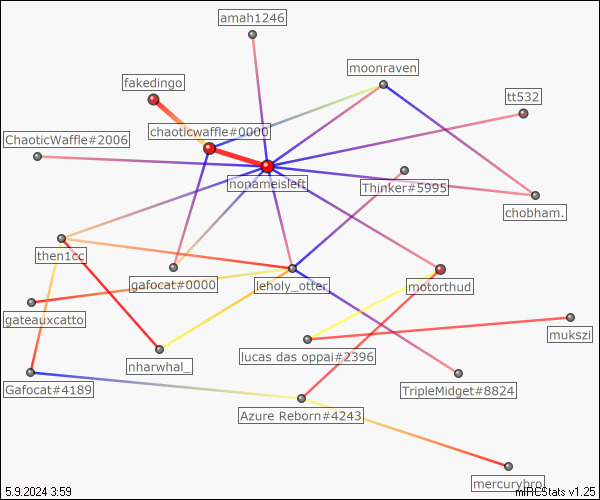 amah1246
moonraven
fakedingo
tt532
chaoticwaffle#0000
ChaoticWaffle#2006
nonameisleft
Thinker#5995
chobham.
then1cc
gafocat#0000
leholy_otter
motorthud
gateauxcatto
mukszi
lucas das oppai#2396
nharwhal_
Gafocat#4189
TripleMidget#8824
Azure Reborn#4243
mercurybro
5.9.2024 3:59
mIRCStats v1.25